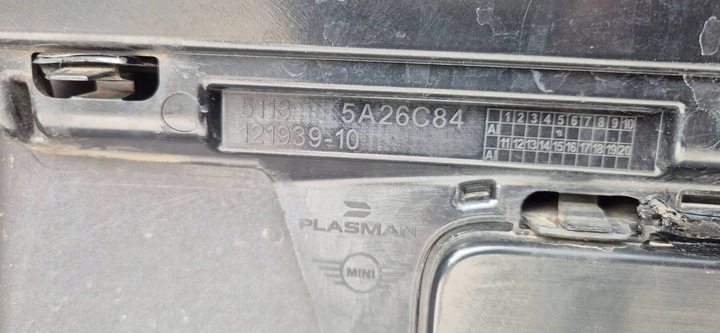 5113 5A26C84
121939-10
1 2 3 4 5 6 7 8 9 10
A
11 12 13 14 15 16 17 18 19 20
A
PLASMAN
MINI